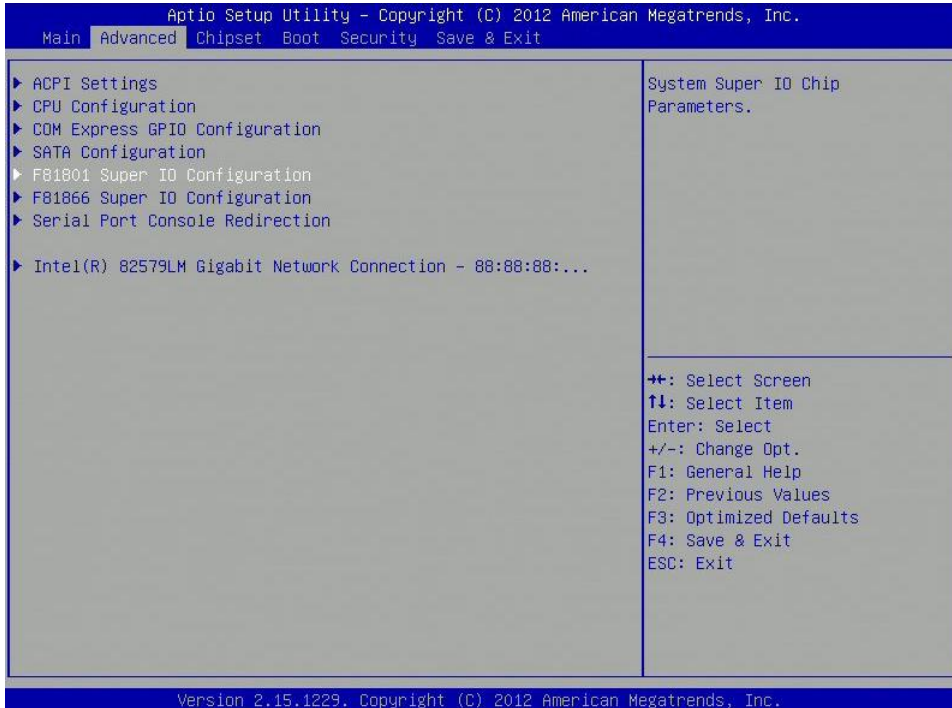 Aptio Setup Utility – Copyright (C) 2012 American Megatrends, Inc.
Main Advanced Chipset Boot Security Save & Exit
▶ ACPI Settings
▶ CPU Configuration
▶ COM Express GPIO Configuration
▶ SATA Configuration
▶ F81801 Super IO Configuration
▶ F81866 Super IO Configuration
▶ Serial Port Console Redirection
▶ Intel(R) 82579LM Gigabit Network Connection – 88:88:88:...
System Super IO Chip
Parameters.
→←: Select Screen
↑↓: Select Item
Enter: Select
+/-: Change Opt.
F1: General Help
F2: Previous Values
F3: Optimized Defaults
F4: Save & Exit
ESC: Exit
Version 2.15.1229. Copyright (C) 2012 American Megatrends, Inc.